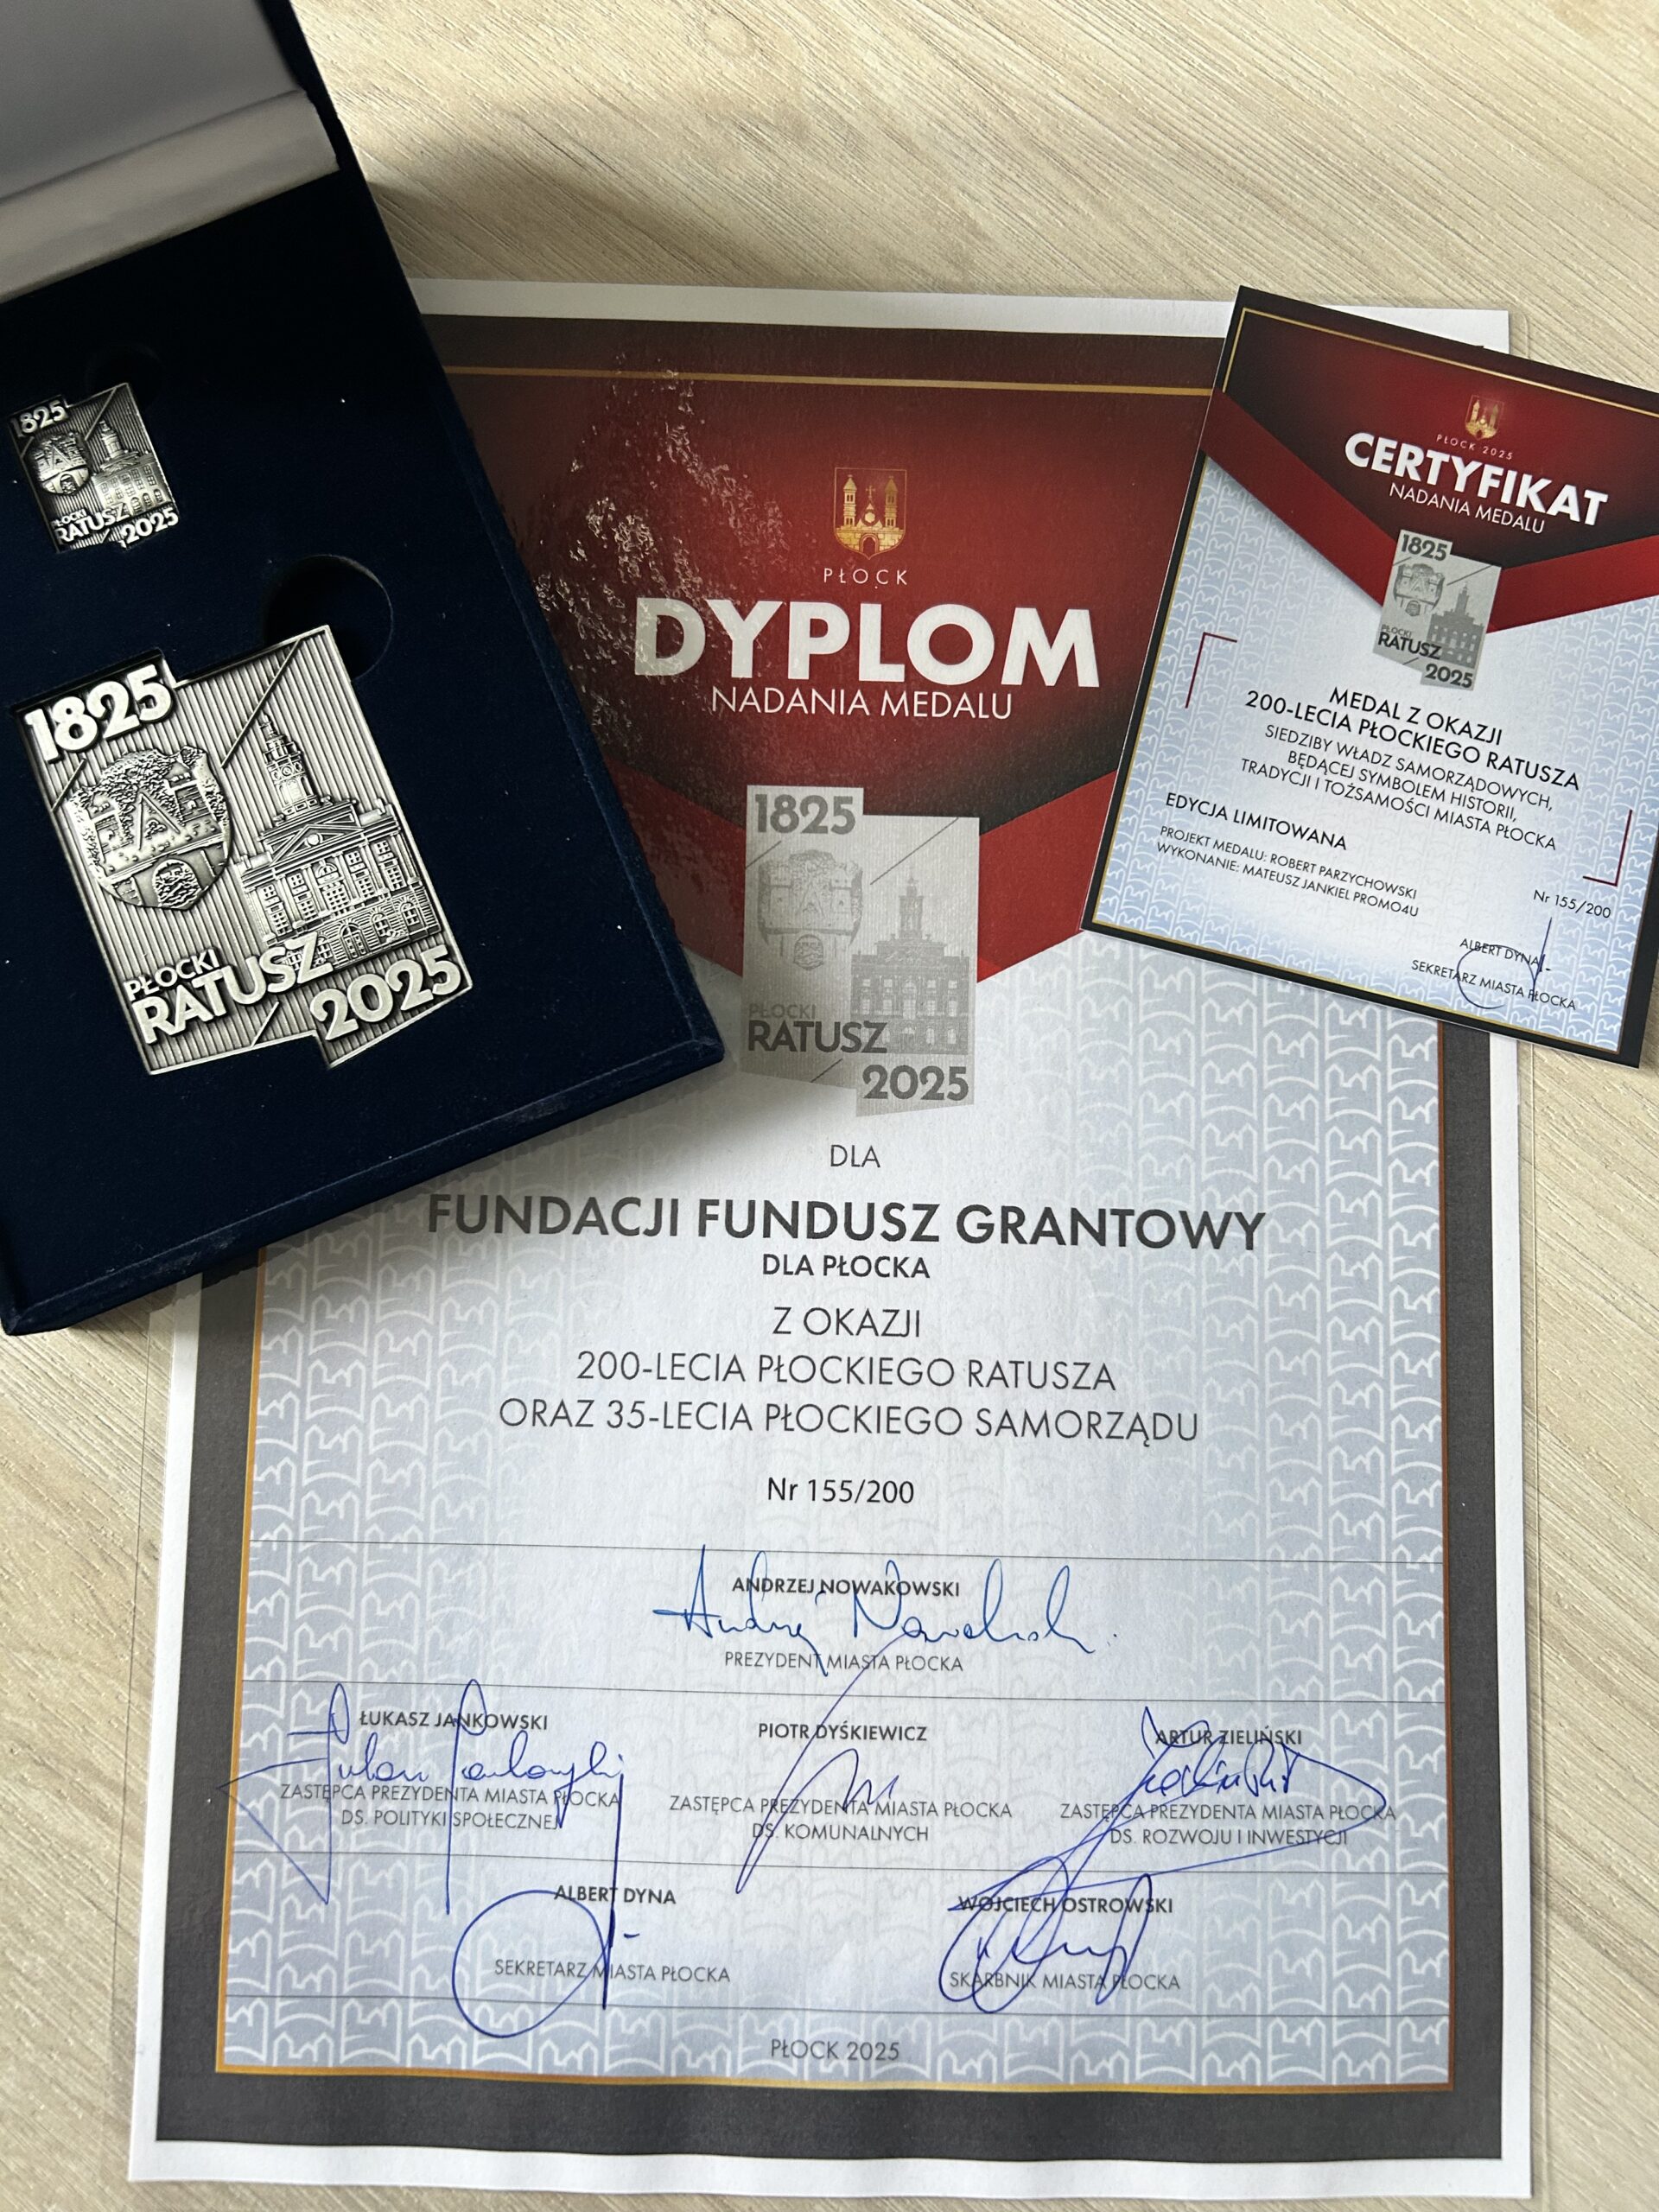 1825
PŁOCKI
RATUSZ
2025
1825
PŁOCKI
RATUSZ
2025
PŁOCK
DYPLOM
NADANIA MEDALU
1825
PŁOCKI
RATUSZ
2025
DLA
FUNDACJI FUNDUSZ GRANTOWY
DLA PŁOCKA
Z OKAZJI
200-LECIA PŁOCKIEGO RATUSZA
ORAZ 35-LECIA PŁOCKIEGO SAMORZĄDU
Nr 155/200
ANDRZEJ NOWAKOWSKI
Andrzej Nowakowski
PREZYDENT MIASTA PŁOCKA
ŁUKASZ JANKOWSKI
ZASTĘPCA PREZYDENTA MIASTA PŁOCKA
DS. POLITYKI SPOŁECZNEJ
PIOTR DYŚKIEWICZ
ZASTĘPCA PREZYDENTA MIASTA PŁOCKA
DS. KOMUNALNYCH
ARTUR ZIELIŃSKI
ZASTĘPCA PREZYDENTA MIASTA PŁOCKA
DS. ROZWOJU I INWESTYCJI
ALBERT DYNA
SEKRETARZ MIASTA PŁOCKA
WOJCIECH OSTROWSKI
SKARBNIK MIASTA PŁOCKA
PŁOCK 2025
PŁOCK 2025
CERTYFIKAT
NADANIA MEDALU
1825
PŁOCKI
RATUSZ
2025
MEDAL Z OKAZJI
200-LECIA PŁOCKIEGO RATUSZA
SIEDZIBY WŁADZ SAMORZĄDOWYCH,
BĘDĄCEJ SYMBOLEM HISTORII,
TRADYCJI I TOŻSAMOŚCI MIASTA PŁOCKA
EDYCJA LIMITOWANA
PROJEKT MEDALU: ROBERT PARZYCHOWSKI
WYKONANIE: MATEUSZ JANKIEL PROMO4U
Nr 155/200
ALBERT DYNA
SEKRETARZ MIASTA PŁOCKA